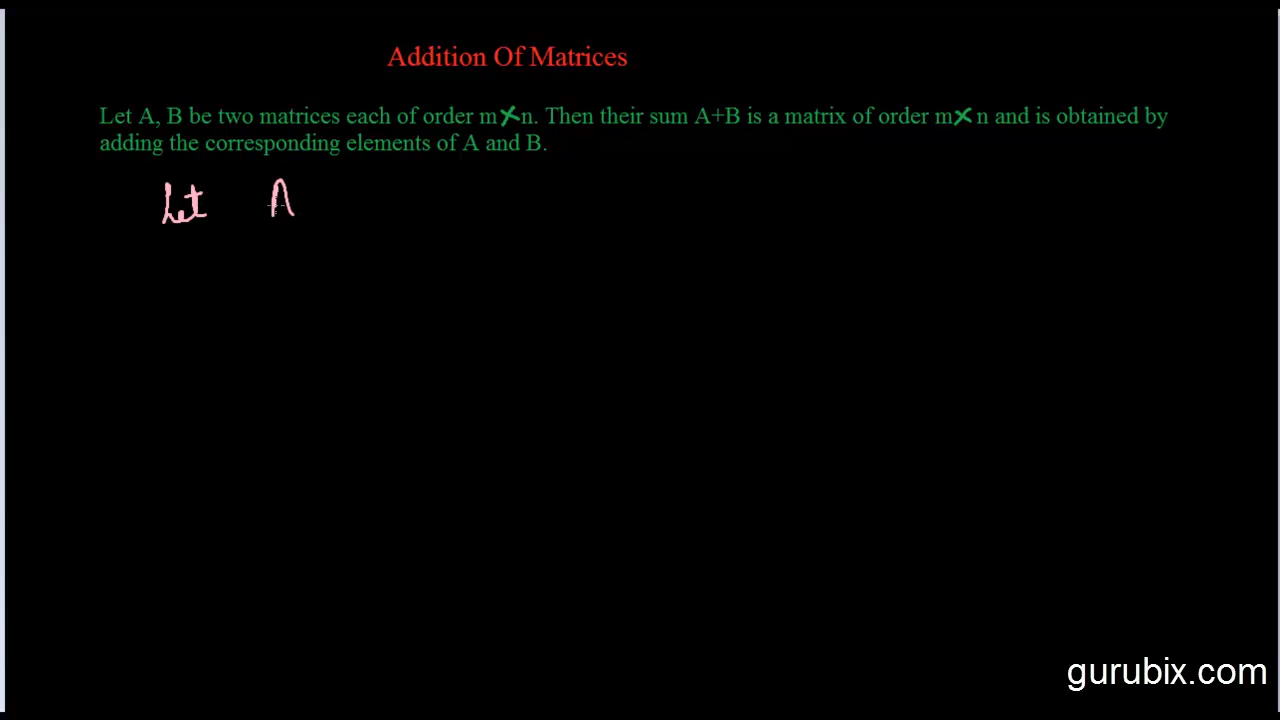 Addition Of Matrices
Let A, B be two matrices each of order m×n. Then their sum A+B is a matrix of order m× n and is obtained by
adding the corresponding elements of A and B.
Let A
gurubix.com